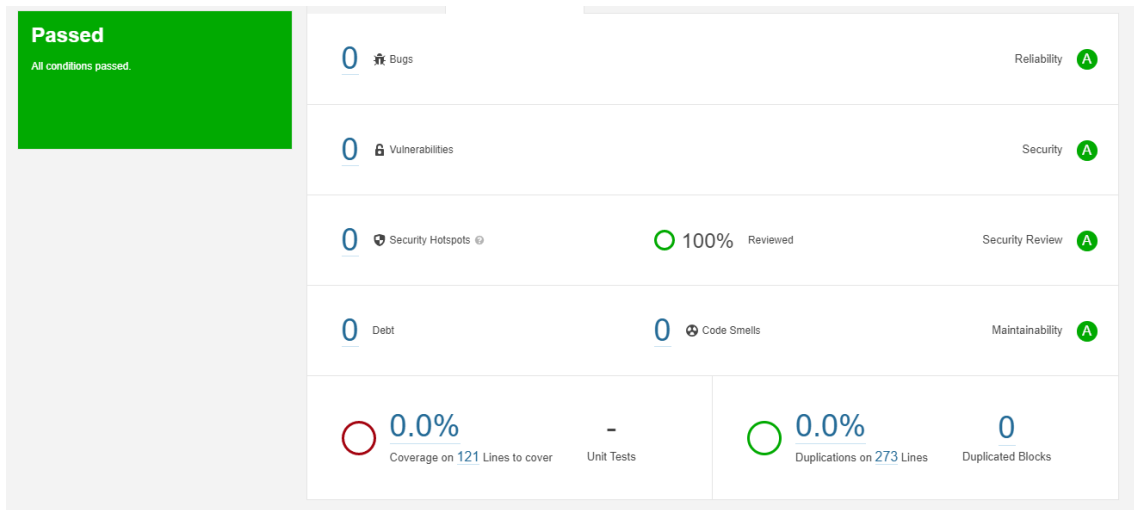 Passed
All conditions passed.
0 Bugs Reliability A
0 Vulnerabilities Security A
0 Security Hotspots ? 100% Reviewed Security Review A
0 Debt 0 Code Smells Maintainability A
0.0% - 0.0% 0
Coverage on 121 Lines to cover Unit Tests Duplications on 273 Lines Duplicated Blocks